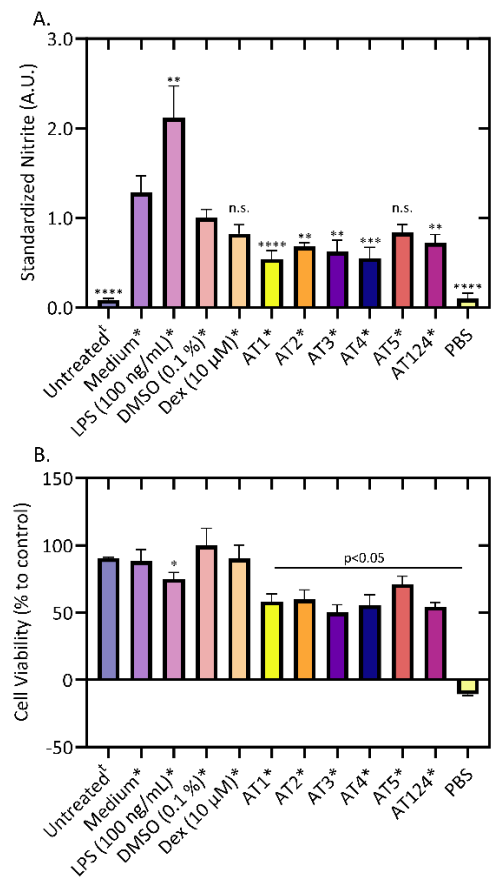 A.
Standardized Nitrite (A.U.)
3.0
2.0
1.0
0.0
**
n.s.
n.s.
****
**
**
***
**
****
****
Untreatedᵗ
Medium*
LPS (100 ng/mL)*
DMSO (0.1 %)*
Dex (10 µM)*
AT1*
AT2*
AT3*
AT4*
AT5*
AT124*
PBS
B.
Cell Viability (% to control)
150
100
50
0
-50
*
p<0.05
Untreatedᵗ
Medium*
LPS (100 ng/mL)*
DMSO (0.1 %)*
Dex (10 µM)*
AT1*
AT2*
AT3*
AT4*
AT5*
AT124*
PBS